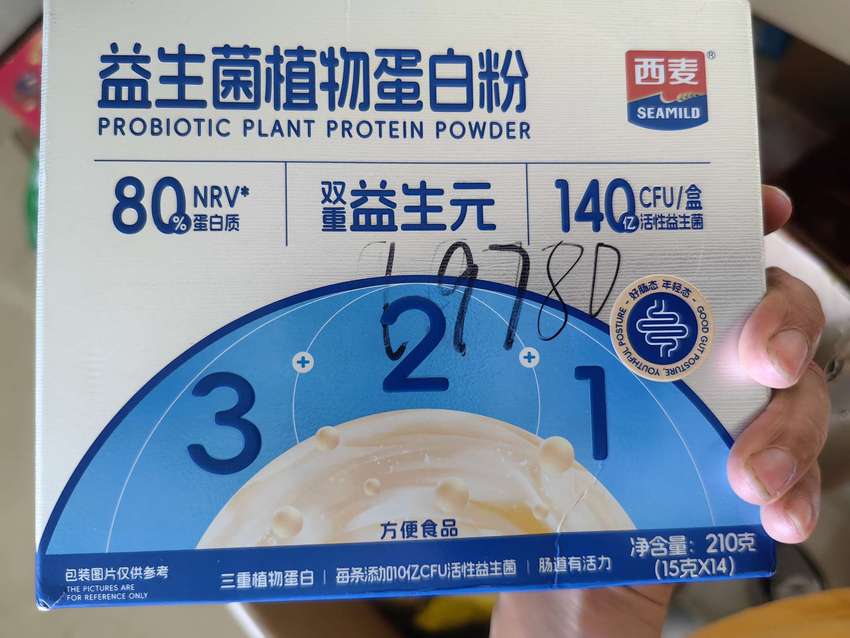 益生菌植物蛋白粉
PROBIOTIC PLANT PROTEIN POWDER
西麦®
SEAMILD
80% NRV*
蛋白质
双重益生元
140亿 CFU/盒
活性益生菌
69780
好肠态 年轻态
GOOD GUT POSTURE, YOUTHFUL POSTURE
3 + 2 + 1
方便食品
包装图片仅供参考
THE PICTURES ARE
FOR REFERENCE ONLY
三重植物蛋白 | 每条添加10亿CFU活性益生菌 | 肠道有活力
净含量: 210克
(15克X14)